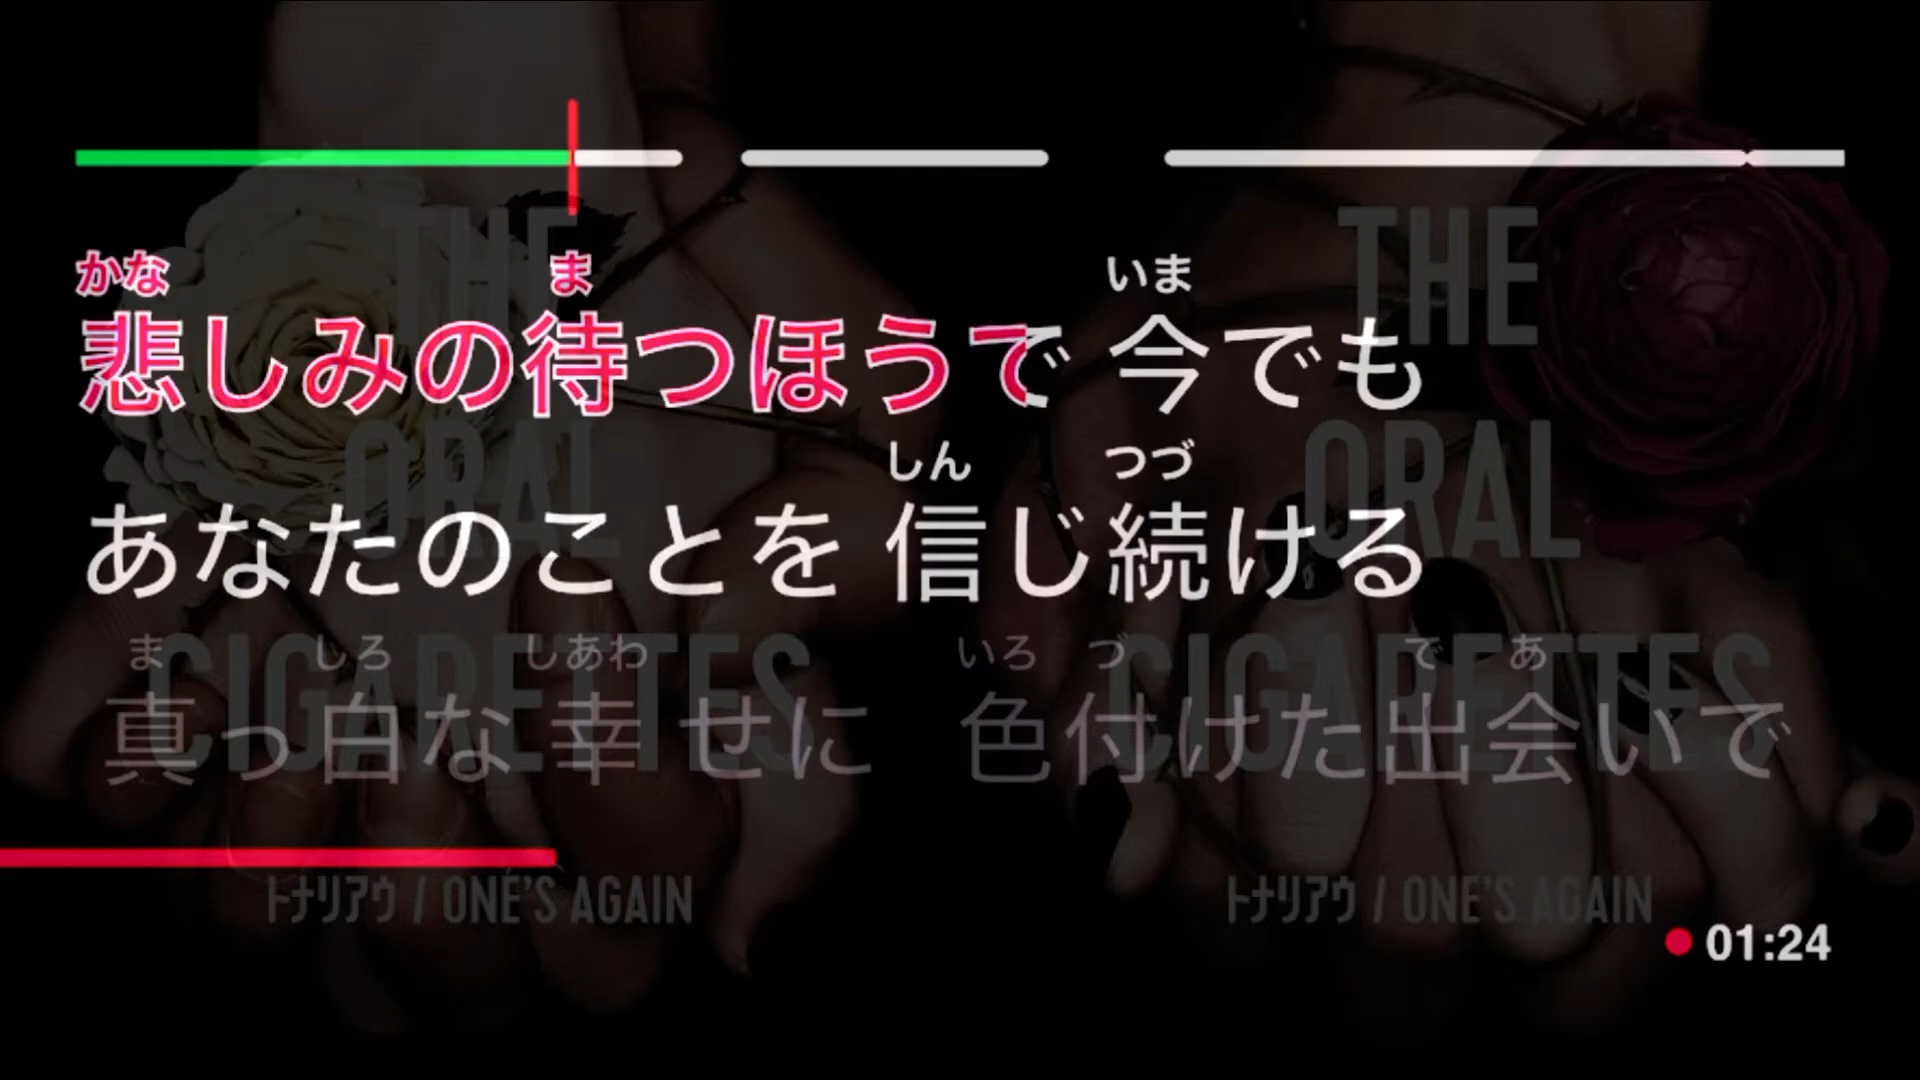 かな ま いま
悲しみの待つほうで 今でも
しん つづ
あなたのことを 信じ続ける
ま しろ しあわ いろ づ で あ
真っ白な幸せに 色付けた出会いで
THE THE
ORAL ORAL
CIGARETTES CIGARETTES
トナリアウ / ONE'S AGAIN トナリアウ / ONE'S AGAIN
01:24